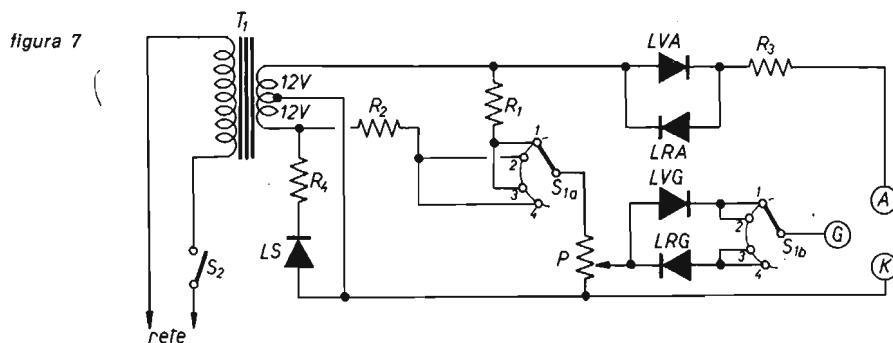 figura 7
T1
12V
12V
R2
R4
LS
S2
rete
R1
1
2
3
4
S1a
P
LVA
LRA
R3
LVG
LRG
1
2
3
4
S1b
G
A
K